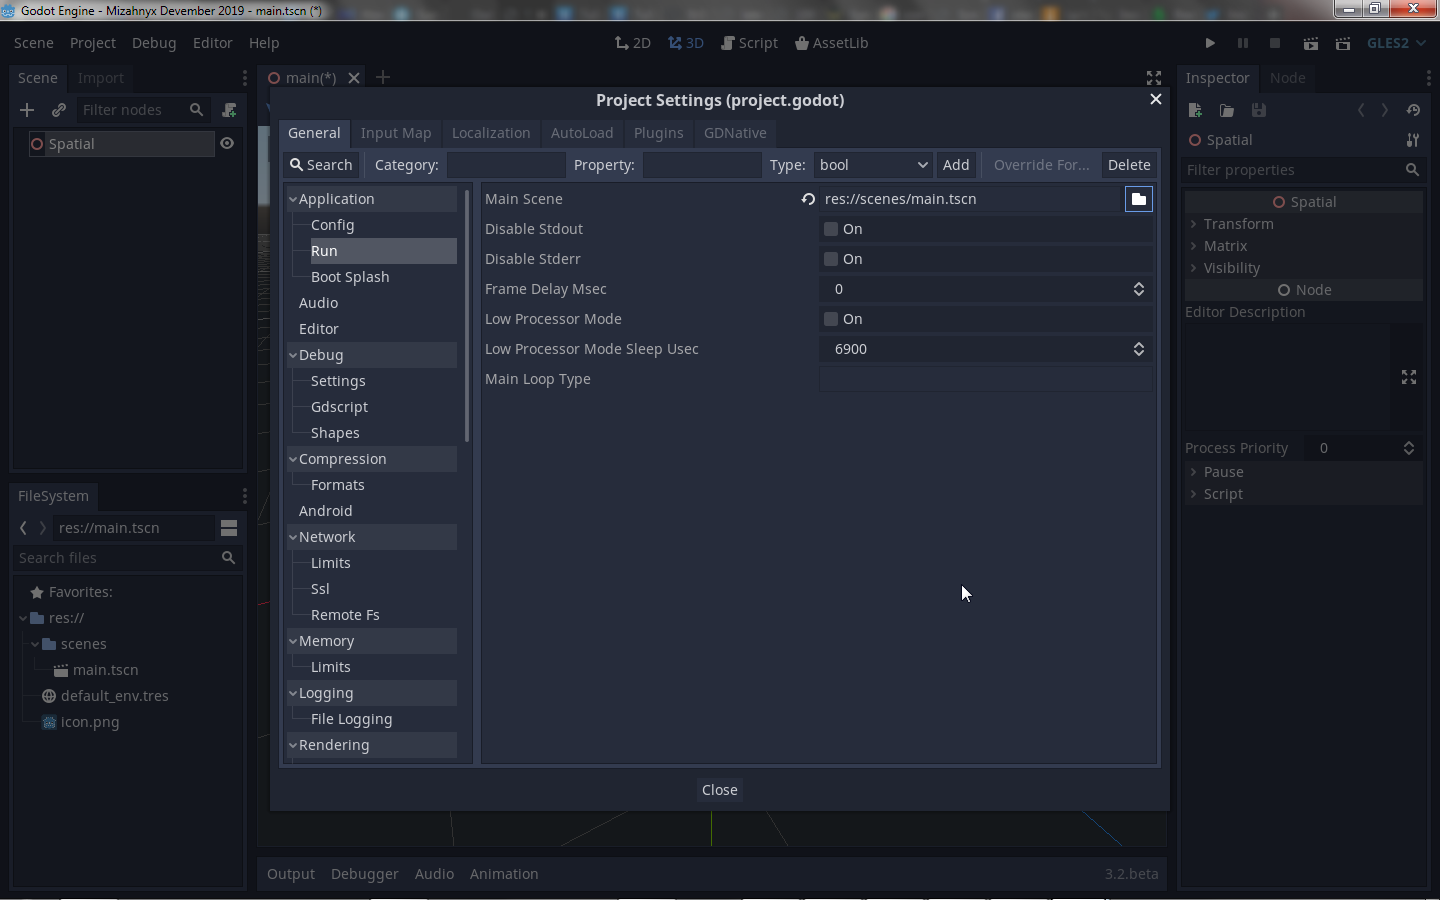 Godot Engine - Mizahnyx Devember 2019 - main.tscn (*)
Scene Project Debug Editor Help 2D 3D Script AssetLib GLES2
Scene Import main(*) Inspector Node
Filter nodes
Spatial
Project Settings (project.godot)
General Input Map Localization AutoLoad Plugins GDNative
Search Category: Property: Type: bool Add Override For... Delete
Application
Config
Run
Boot Splash
Audio
Editor
Debug
Settings
Gdscript
Shapes
Compression
Formats
Android
Network
Limits
Ssl
Remote Fs
Memory
Limits
Logging
File Logging
Rendering
Main Scene res://scenes/main.tscn
Disable Stdout On
Disable Stderr On
Frame Delay Msec 0
Low Processor Mode On
Low Processor Mode Sleep Usec 6900
Main Loop Type
Close
Spatial
Filter properties
Spatial
Transform
Matrix
Visibility
Node
Editor Description
Process Priority 0
Pause
Script
FileSystem
res://main.tscn
Search files
Favorites:
res://
scenes
main.tscn
default_env.tres
icon.png
Output Debugger Audio Animation 3.2.beta